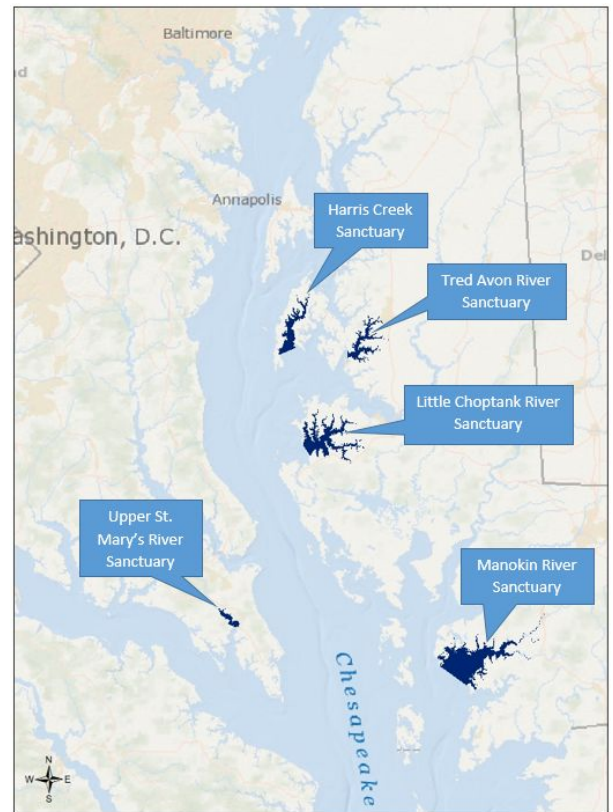 Baltimore
Annapolis
ashington, D.C.
Del
Harris Creek
Sanctuary
Tred Avon River
Sanctuary
Little Choptank River
Sanctuary
Upper St.
Mary's River
Sanctuary
Manokin River
Sanctuary
Chesapeake
N
W
E
S